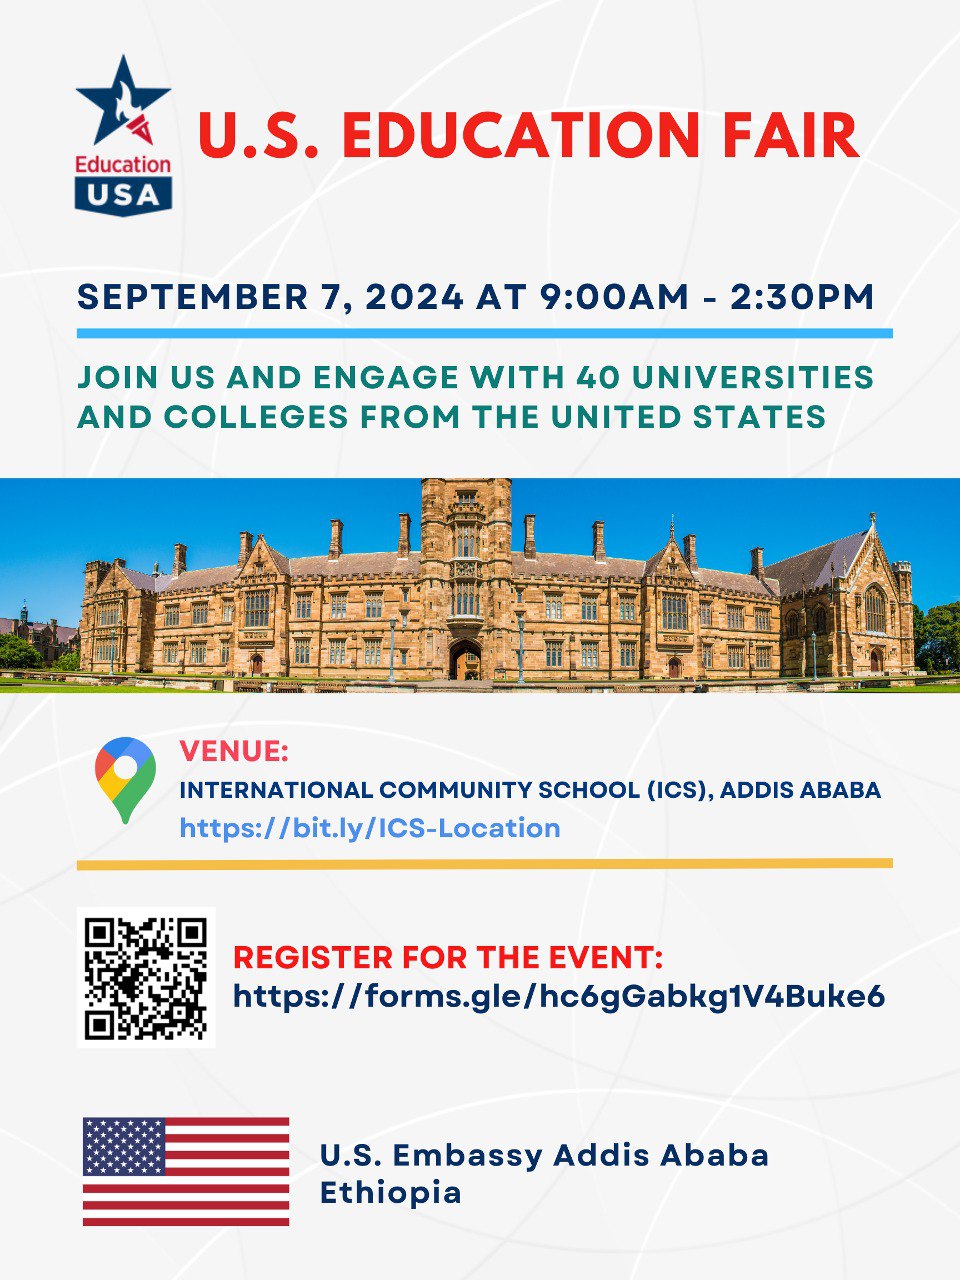 Education
USA
U.S. EDUCATION FAIR
SEPTEMBER 7, 2024 AT 9:00AM - 2:30PM
JOIN US AND ENGAGE WITH 40 UNIVERSITIES
AND COLLEGES FROM THE UNITED STATES
VENUE:
INTERNATIONAL COMMUNITY SCHOOL (ICS), ADDIS ABABA
https://bit.ly/ICS-Location
REGISTER FOR THE EVENT:
https://forms.gle/hc6gGabkg1V4Buke6
U.S. Embassy Addis Ababa
Ethiopia